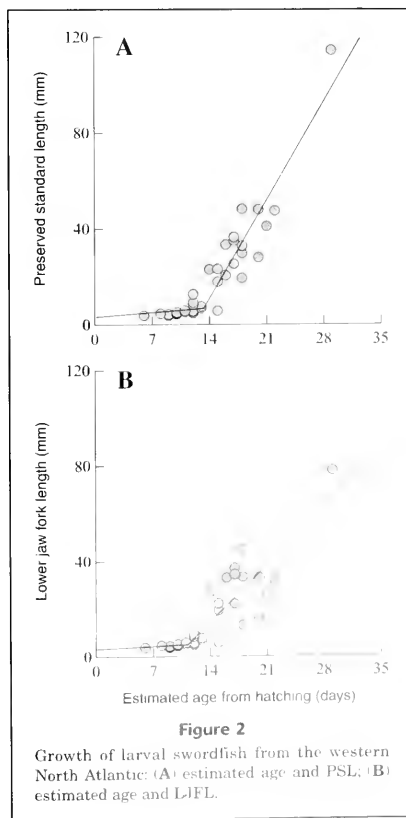 A
120
80
40
0
Preserved standard length (mm)
0 7 14 21 28 35
B
120
80
40
0
Lower jaw fork length (mm)
0 7 14 21 28 35
Estimated age from hatching (days)
Figure 2
Growth of larval swordfish from the western
North Atlantic: (A) estimated age and PSL; (B)
estimated age and LJFL.